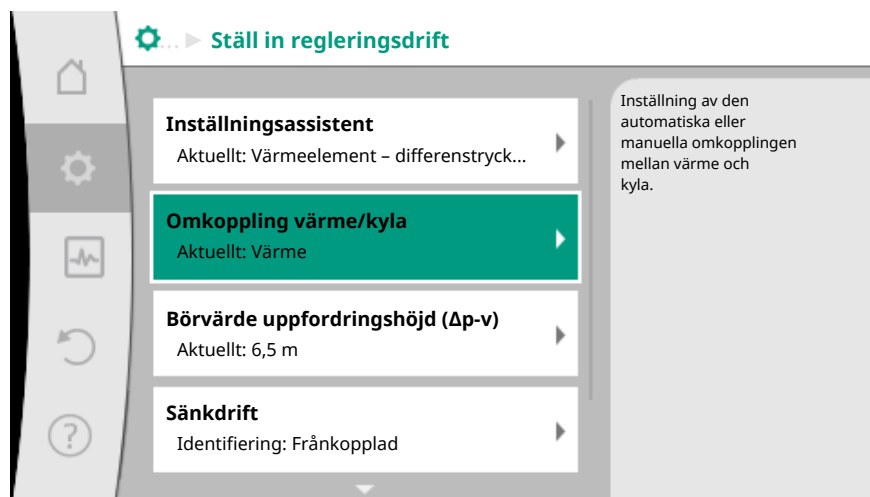 ... Ställ in regleringsdrift
Inställningsassistent
Aktuellt: Värmeelement – differenstryck...
Omkoppling värme/kyla
Aktuellt: Värme
Börvärde uppfordringshöjd (Δp-v)
Aktuellt: 6,5 m
Sänkdrift
Identifiering: Frånkopplad
Inställning av den
automatiska eller
manuella omkopplingen
mellan värme och
kyla.